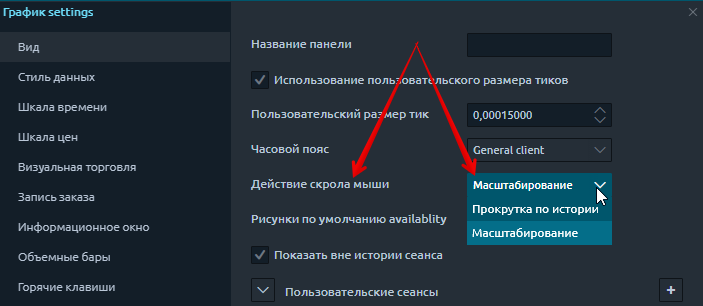 График settings
Вид
Стиль данных
Шкала времени
Шкала цен
Визуальная торговля
Запись заказа
Информационное окно
Объемные бары
Горячие клавиши
Название панели
Использование пользовательского размера тиков
Пользовательский размер тик 0,00015000
Часовой пояс General client
Действие скрола мыши Масштабирование
Прокрутка по истории
Рисунки по умолчанию availablity Масштабирование
Показать вне истории сеанса
Пользовательские сеансы